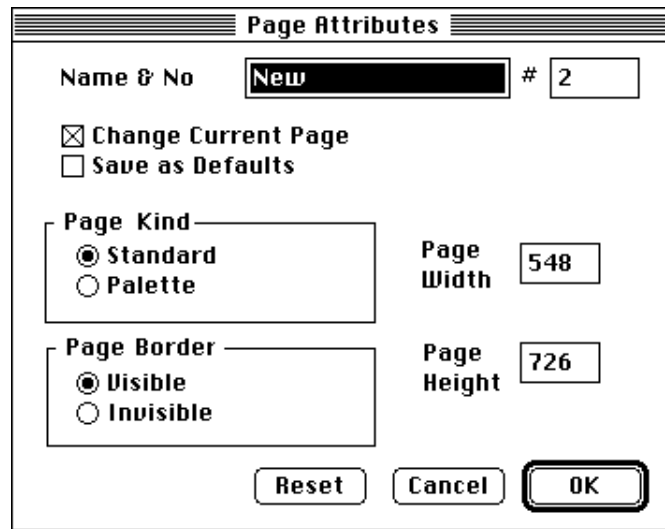 Page Attributes
Name & No New # 2
Change Current Page
Save as Defaults
Page Kind
Standard
Palette
Page Width 548
Page Border
Visible
Invisible
Page Height 726
Reset Cancel OK